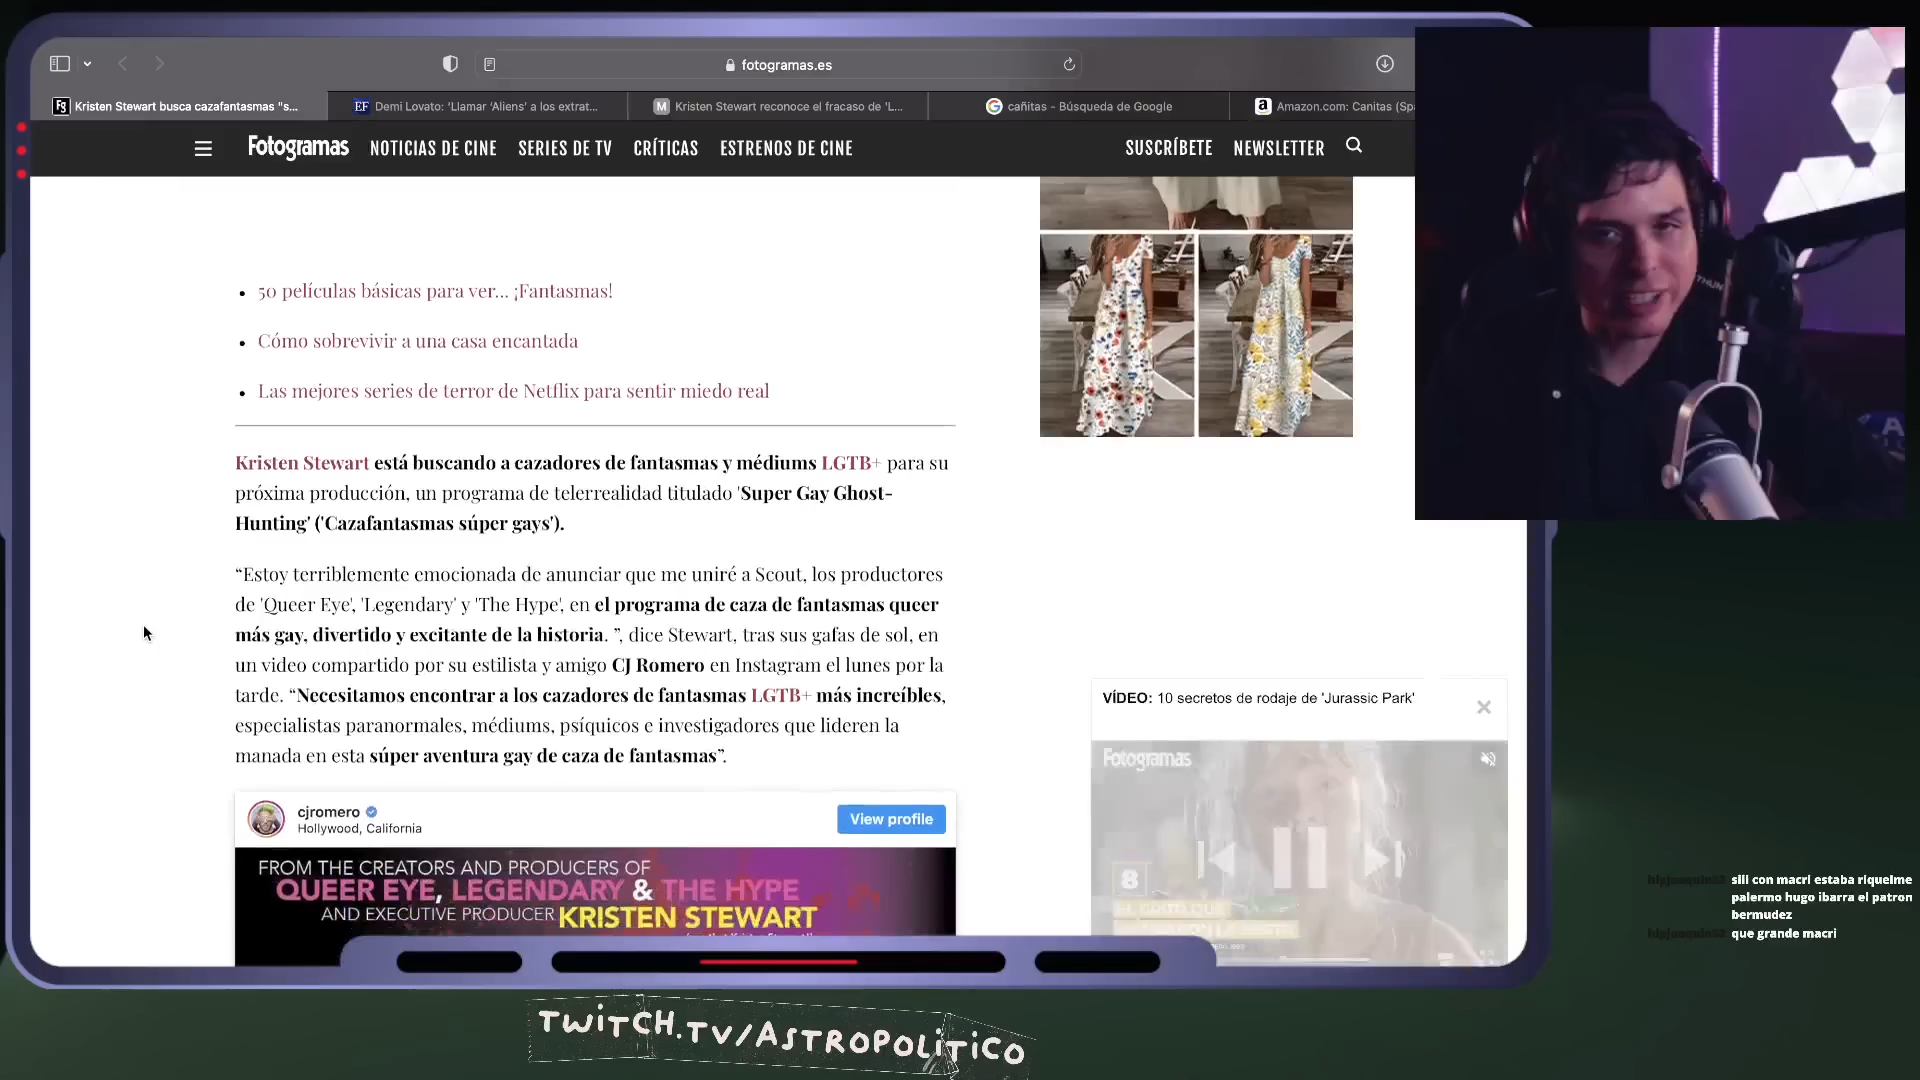 fotogramas.es
Kristen Stewart busca cazafantasmas "s...
Demi Lovato: 'Llamar 'Aliens' a los extrat...
Kristen Stewart reconoce el fracaso de 'L...
cañitas - Búsqueda de Google
Amazon.com: Canitas (Spa
Fotogramas
NOTICIAS DE CINE
SERIES DE TV
CRÍTICAS
ESTRENOS DE CINE
SUSCRÍBETE
NEWSLETTER
50 películas básicas para ver... ¡Fantasmas!
Cómo sobrevivir a una casa encantada
Las mejores series de terror de Netflix para sentir miedo real
Kristen Stewart está buscando a cazadores de fantasmas y médiums LGTB+ para su
próxima producción, un programa de telerrealidad titulado 'Super Gay Ghost-
Hunting' ('Cazafantasmas súper gays').
“Estoy terriblemente emocionada de anunciar que me uniré a Scout, los productores
de 'Queer Eye', 'Legendary' y 'The Hype', en el programa de caza de fantasmas queer
más gay, divertido y excitante de la historia. ”, dice Stewart, tras sus gafas de sol, en
un video compartido por su estilista y amigo CJ Romero en Instagram el lunes por la
tarde. “Necesitamos encontrar a los cazadores de fantasmas LGTB+ más increíbles,
especialistas paranormales, médiums, psíquicos e investigadores que lideren la
manada en esta súper aventura gay de caza de fantasmas”.
cjromero
Hollywood, California
View profile
FROM THE CREATORS AND PRODUCERS OF
QUEER EYE, LEGENDARY & THE HYPE
AND EXECUTIVE PRODUCER KRISTEN STEWART
VÍDEO: 10 secretos de rodaje de 'Jurassic Park'
Fotogramas
8
siii con macri estaba riquelme
palermo hugo ibarra el patron
bermudez
que grande macri
TWITCH.TV/ASTROPOLITICO